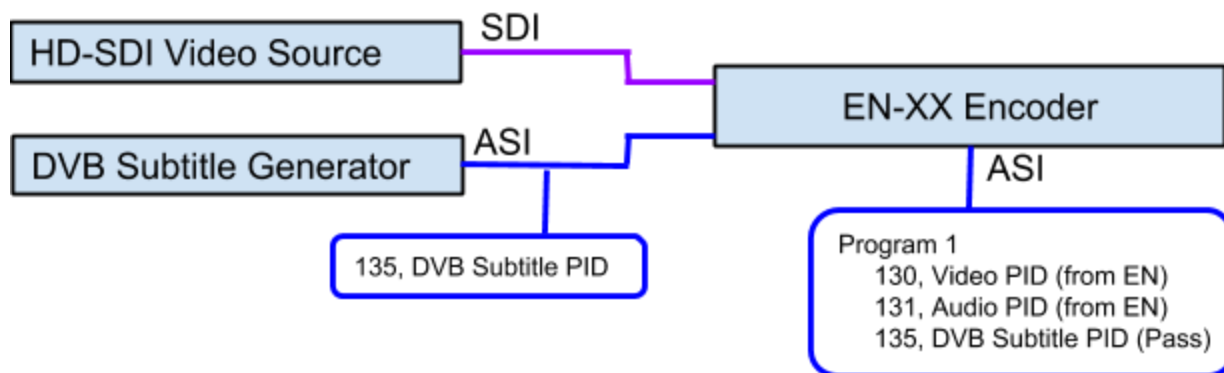 SDI
HD-SDI Video Source
EN-XX Encoder
ASI
DVB Subtitle Generator
ASI
135, DVB Subtitle PID
Program 1
130, Video PID (from EN)
131, Audio PID (from EN)
135, DVB Subtitle PID (Pass)